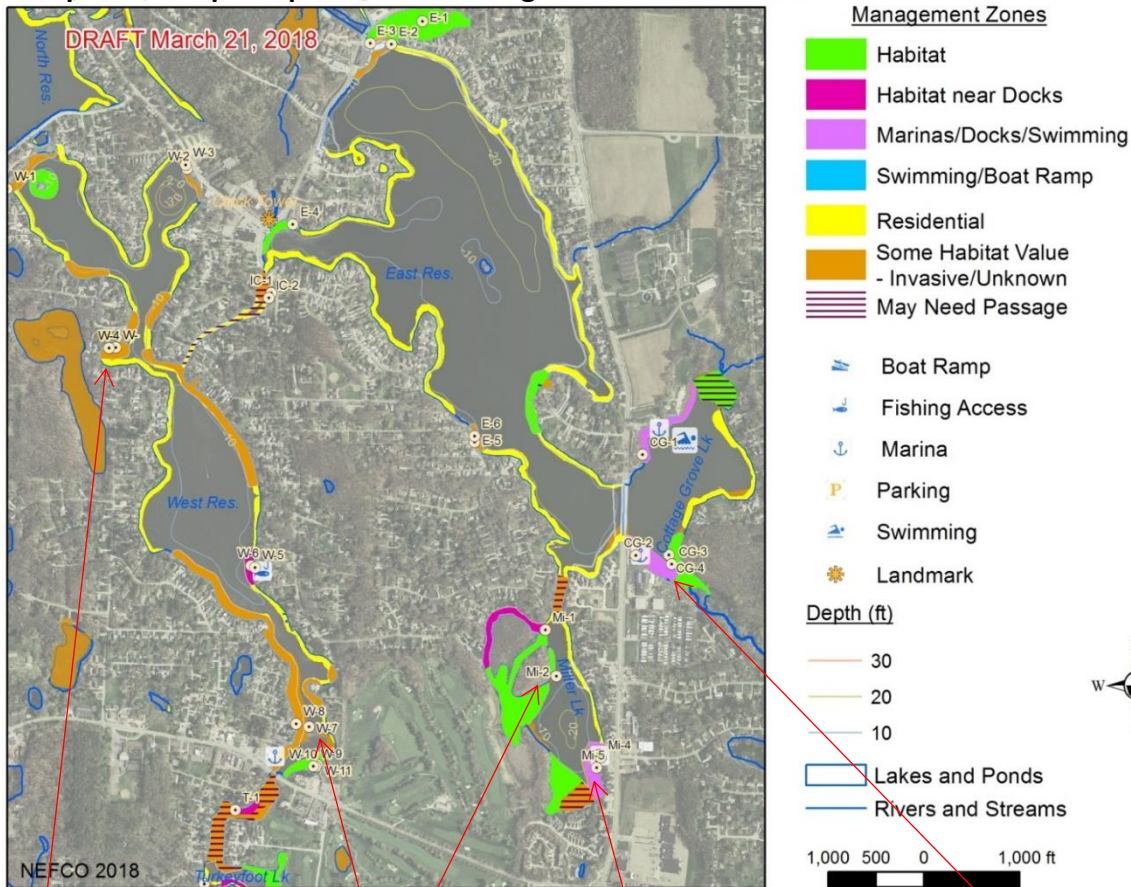 Management Zones
DRAFT March 21, 2018
North Res.
E-1
E-3
E-2
W-1
W-2
W-3
E-4
IC-1
IC-2
East Res.
W-4
W-
E-6
E-5
CG-1
Cottage Grove Lk
West Res.
W-6
W-5
CG-2
CG-3
CG-4
Mi-1
Mi-2
Miller Lk
W-8
W-7
W-10
W-9
W-11
Mi-4
Mi-5
T-1
Turkeyfoot Lk
NEFCO 2018
Habitat
Habitat near Docks
Marinas/Docks/Swimming
Swimming/Boat Ramp
Residential
Some Habitat Value
- Invasive/Unknown
May Need Passage
Boat Ramp
Fishing Access
Marina
P Parking
Swimming
Landmark
Depth (ft)
30
20
10
W
Lakes and Ponds
Rivers and Streams
1,000 500 0 1,000 ft